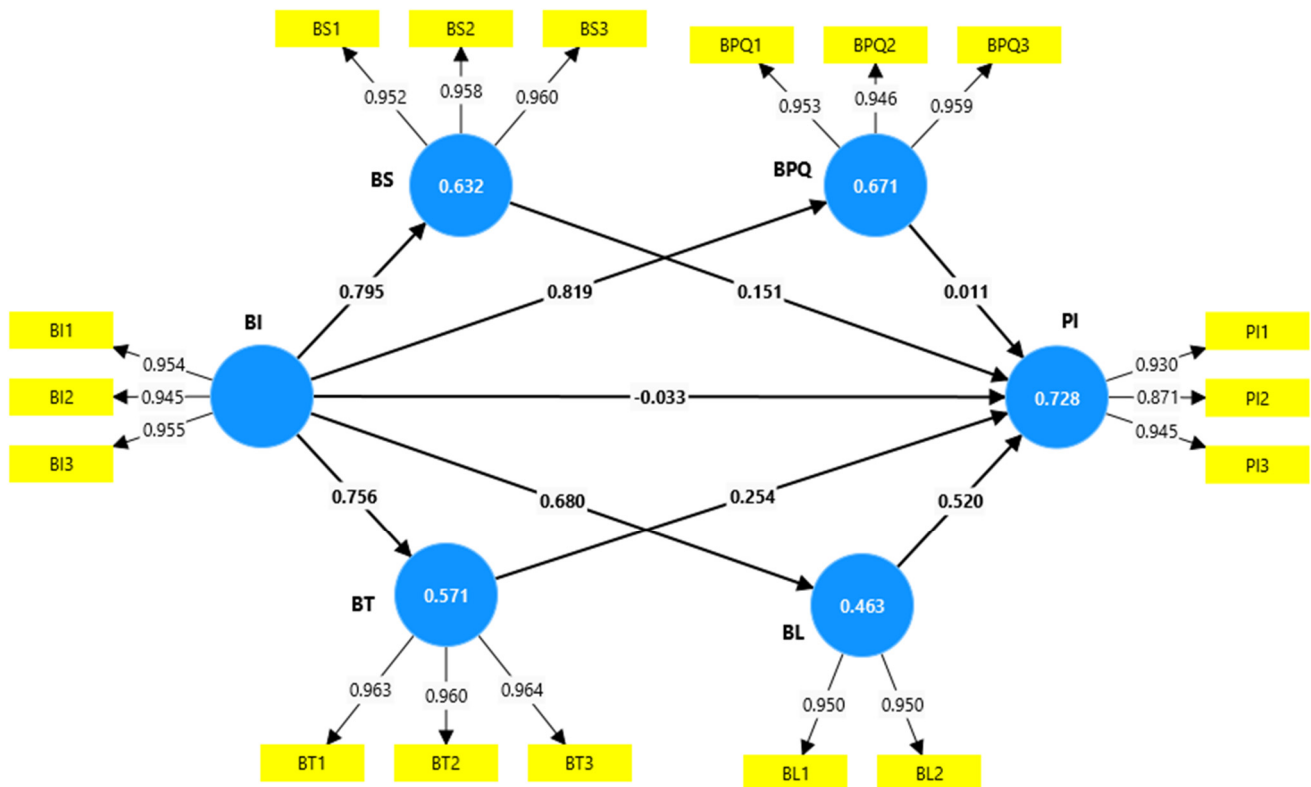 BS1 BS2 BS3
BPQ1 BPQ2 BPQ3
0.952 0.958 0.960
0.953 0.946 0.959
BS 0.632
BPQ 0.671
0.795 0.819 0.151 0.011
BI
PI
BI1 0.954
BI2 0.945
BI3 0.955
-0.033
0.728
0.930 PI1
0.871 PI2
0.945 PI3
0.756 0.680 0.254 0.520
BT 0.571
BL 0.463
0.963 0.960 0.964
0.950 0.950
BT1 BT2 BT3
BL1 BL2